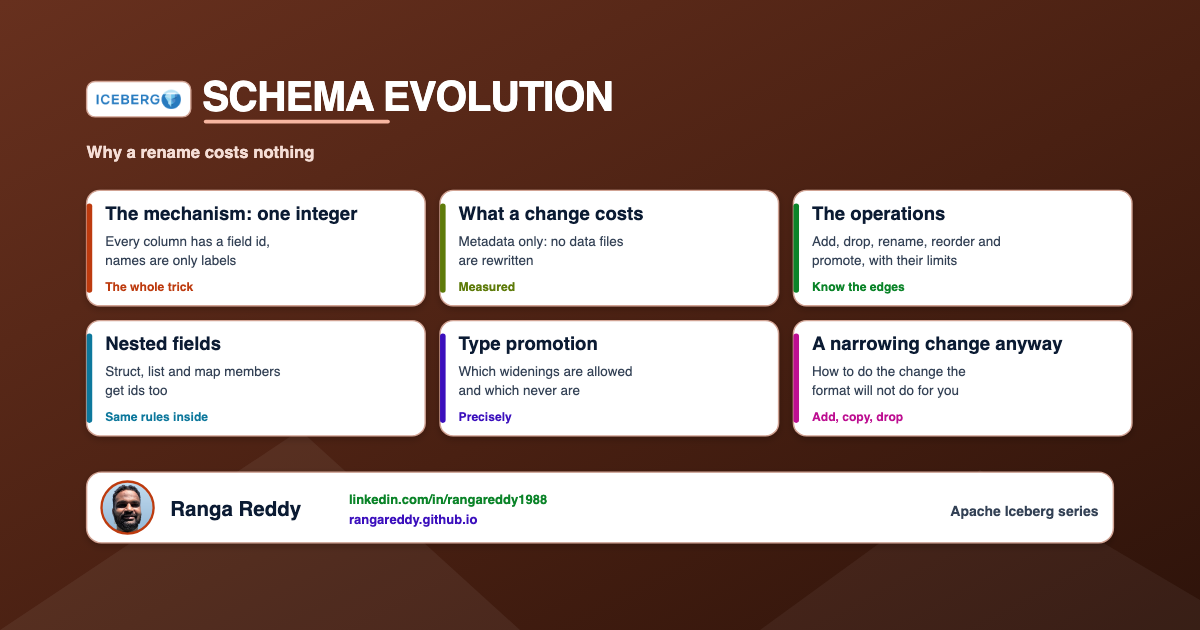 ICEBERG
SCHEMA EVOLUTION
Why a rename costs nothing
The mechanism: one integer
Every column has a field id,
names are only labels
The whole trick
What a change costs
Metadata only: no data files
are rewritten
Measured
The operations
Add, drop, rename, reorder and
promote, with their limits
Know the edges
Nested fields
Struct, list and map members
get ids too
Same rules inside
Type promotion
Which widenings are allowed
and which never are
Precisely
A narrowing change anyway
How to do the change the
format will not do for you
Add, copy, drop
Ranga Reddy
linkedin.com/in/rangareddy1988
rangareddy.github.io
Apache Iceberg series